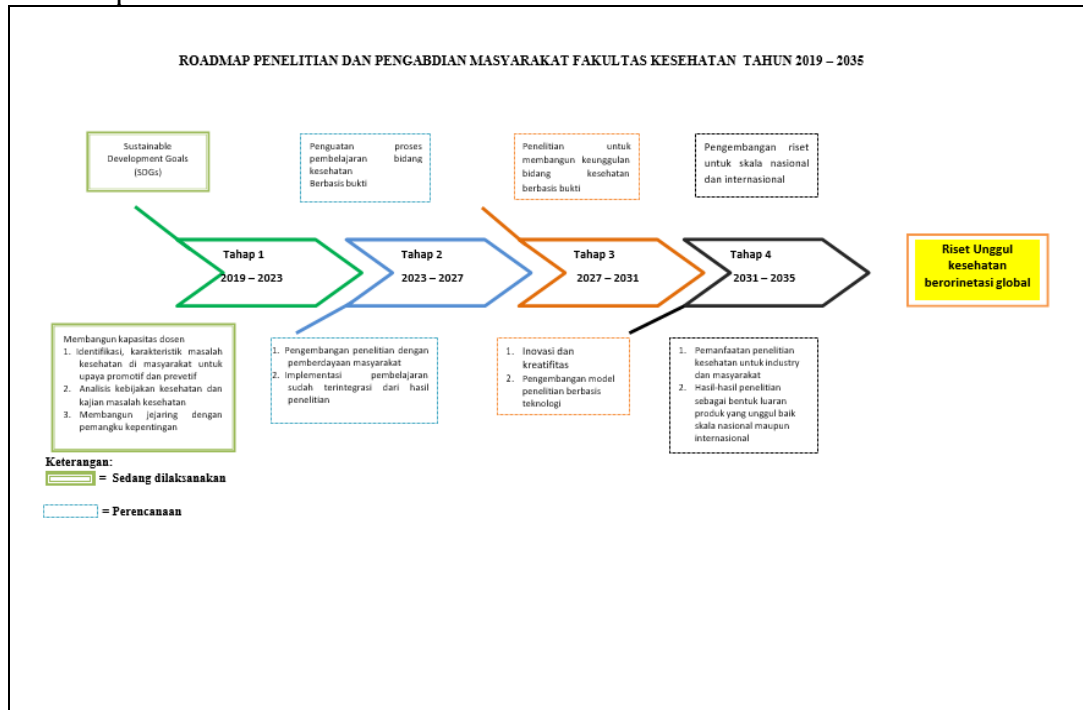 ROADMAP PENELITIAN DAN PENGABDIAN MASYARAKAT FAKULTAS KESEHATAN TAHUN 2019 – 2035
Sustainable
Development Goals
(SDGs)
Penguatan proses
pembelajaran bidang
kesehatan
Berbasis bukti
Penelitian untuk
membangun keunggulan
bidang kesehatan
berbasis bukti
Pengembangan riset
untuk skala nasional
dan internasional
Tahap 1
2019 – 2023
Tahap 2
2023 – 2027
Tahap 3
2027 – 2031
Tahap 4
2031 – 2035
Riset Unggul
kesehatan
berorinetasi global
Membangun kapasitas dosen
1. Identifikasi, karakteristik masalah
kesehatan di masyarakat untuk
upaya promotif dan prevetif
2. Analisis kebijakan kesehatan dan
kajian masalah kesehatan
3. Membangun jejaring dengan
pemangku kepentingan
1. Pengembangan penelitian dengan
pemberdayaan masyarakat
2. Implementasi pembelajaran
sudah terintegrasi dari hasil
penelitian
1. Inovasi dan
kreatifitas
2. Pengembangan model
penelitian berbasis
teknologi
1. Pemanfaatan penelitian
kesehatan untuk industry
dan masyarakat
2. Hasil-hasil penelitian
sebagai bentuk luaran
produk yang unggul baik
skala nasional maupun
internasional
Keterangan:
= Sedang dilaksanakan
= Perencanaan